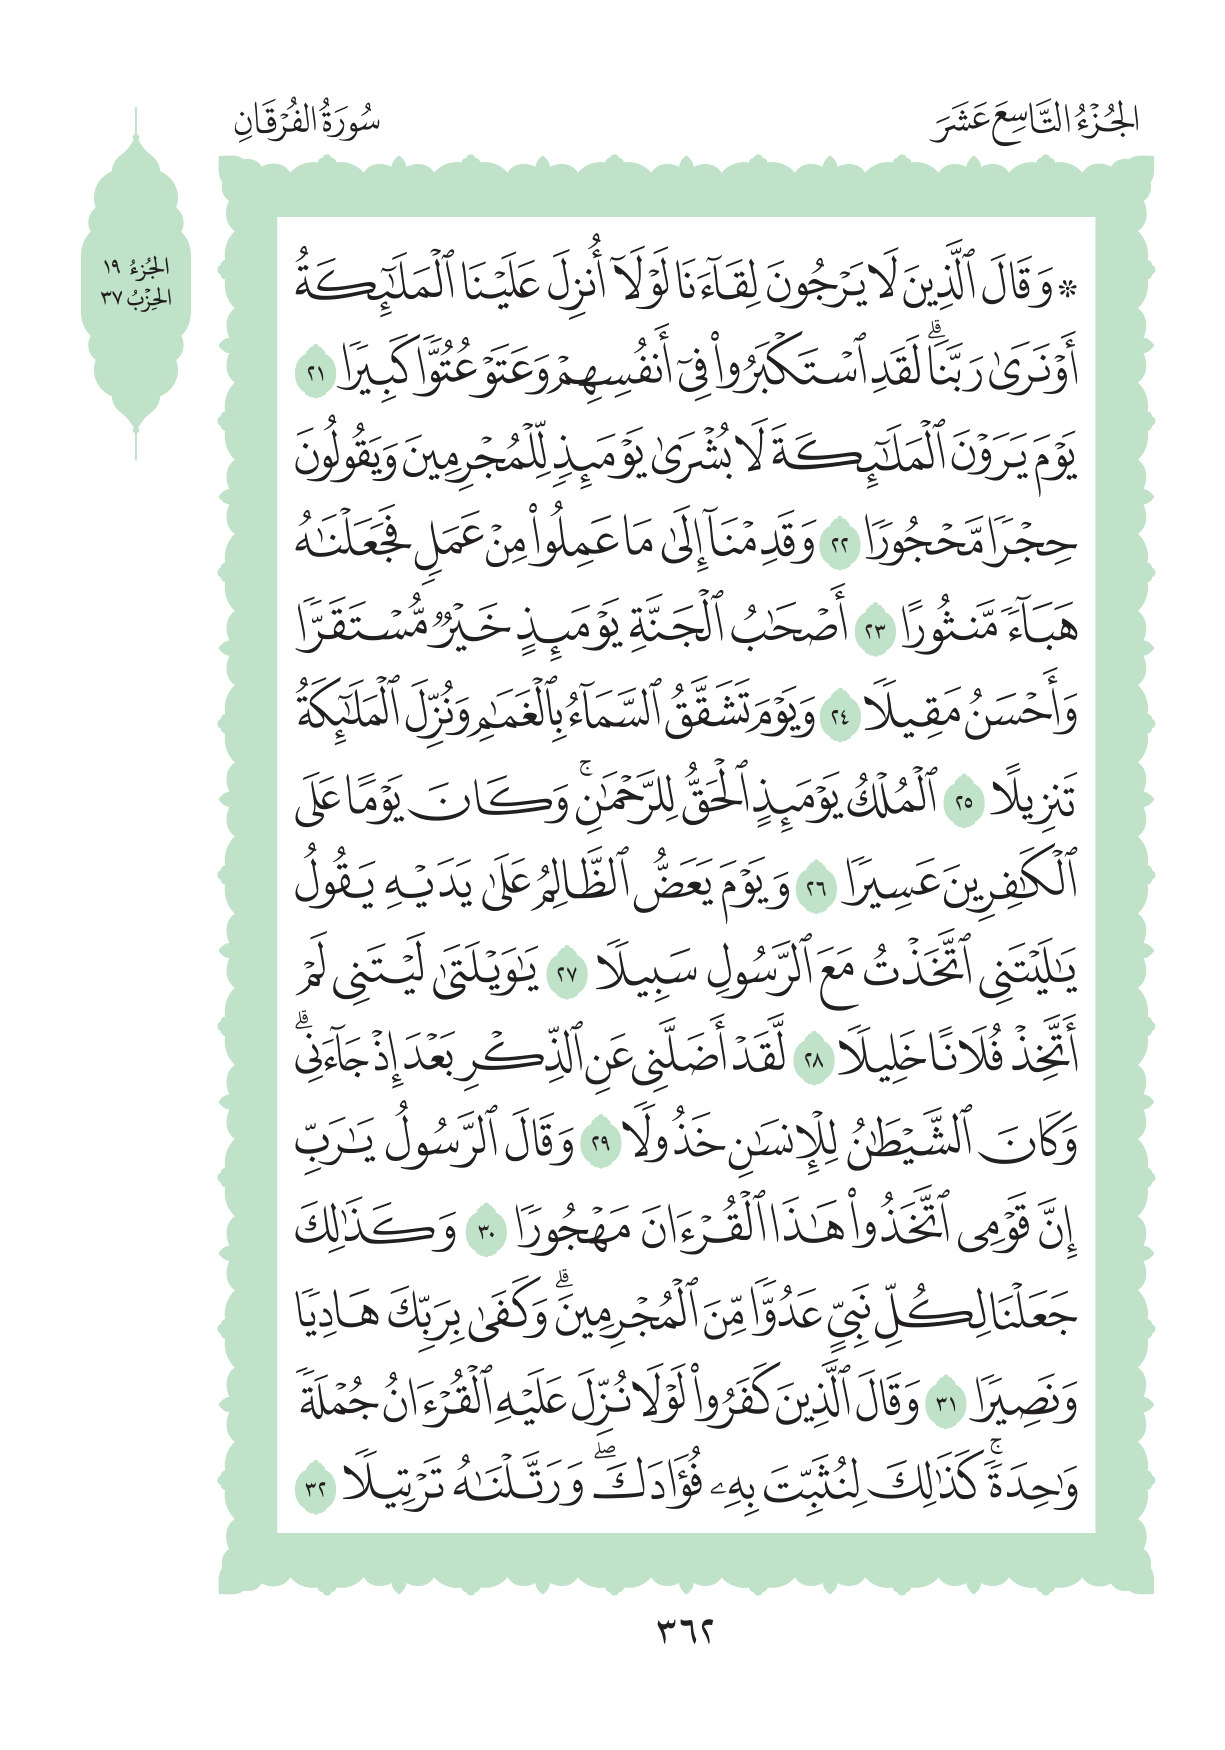 الجُزْءُ التَّاسِعَ عَشَرَ
سُورَةُ الفُرْقَانِ
الجُزءُ ١٩
الحِزْبُ ٣٧
۞ وَقَالَ ٱلَّذِينَ لَا يَرْجُونَ لِقَآءَنَا لَوْلَآ أُنزِلَ عَلَيْنَا ٱلْمَلَٰٓئِكَةُ
أَوْ نَرَىٰ رَبَّنَاۗ لَقَدِ ٱسْتَكْبَرُوا۟ فِىٓ أَنفُسِهِمْ وَعَتَوْ عُتُوًّا كَبِيرًا ٢١
يَوْمَ يَرَوْنَ ٱلْمَلَٰٓئِكَةَ لَا بُشْرَىٰ يَوْمَئِذٍ لِّلْمُجْرِمِينَ وَيَقُولُونَ
حِجْرًا مَّحْجُورًا ٢٢ وَقَدِمْنَآ إِلَىٰ مَا عَمِلُوا۟ مِنْ عَمَلٍ فَجَعَلْنَٰهُ
هَبَآءً مَّنثُورًا ٢٣ أَصْحَٰبُ ٱلْجَنَّةِ يَوْمَئِذٍ خَيْرٌ مُّسْتَقَرًّا
وَأَحْسَنُ مَقِيلًا ٢٤ وَيَوْمَ تَشَقَّقُ ٱلسَّمَآءُ بِٱلْغَمَٰمِ وَنُزِّلَ ٱلْمَلَٰٓئِكَةُ
تَنزِيلًا ٢٥ ٱلْمُلْكُ يَوْمَئِذٍ ٱلْحَقُّ لِلرَّحْمَٰنِۚ وَكَانَ يَوْمًا عَلَى
ٱلْكَٰفِرِينَ عَسِيرًا ٢٦ وَيَوْمَ يَعَضُّ ٱلظَّالِمُ عَلَىٰ يَدَيْهِ يَقُولُ
يَٰلَيْتَنِى ٱتَّخَذْتُ مَعَ ٱلرَّسُولِ سَبِيلًا ٢٧ يَٰوَيْلَتَىٰ لَيْتَنِى لَمْ
أَتَّخِذْ فُلَانًا خَلِيلًا ٢٨ لَّقَدْ أَضَلَّنِى عَنِ ٱلذِّكْرِ بَعْدَ إِذْ جَآءَنِىۗ
وَكَانَ ٱلشَّيْطَٰنُ لِلْإِنسَٰنِ خَذُولًا ٢٩ وَقَالَ ٱلرَّسُولُ يَٰرَبِّ
إِنَّ قَوْمِى ٱتَّخَذُوا۟ هَٰذَا ٱلْقُرْءَانَ مَهْجُورًا ٣٠ وَكَذَٰلِكَ
جَعَلْنَا لِكُلِّ نَبِىٍّ عَدُوًّا مِّنَ ٱلْمُجْرِمِينَۗ وَكَفَىٰ بِرَبِّكَ هَادِيًا
وَنَصِيرًا ٣١ وَقَالَ ٱلَّذِينَ كَفَرُوا۟ لَوْلَا نُزِّلَ عَلَيْهِ ٱلْقُرْءَانُ جُمْلَةً
وَٰحِدَةًۚ كَذَٰلِكَ لِنُثَبِّتَ بِهِۦ فُؤَادَكَۖ وَرَتَّلْنَٰهُ تَرْتِيلًا ٣٢
٣٦٢